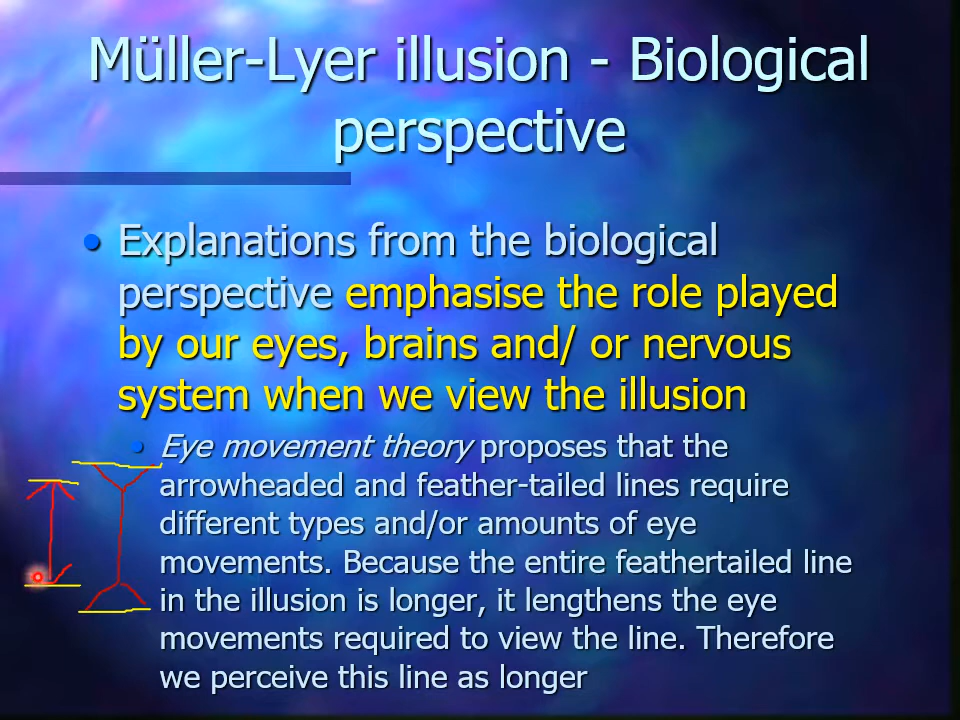 Müller-Lyer illusion - Biological
perspective
• Explanations from the biological
perspective emphasise the role played
by our eyes, brains and/ or nervous
system when we view the illusion
• Eye movement theory proposes that the
arrowheaded and feather-tailed lines require
different types and/or amounts of eye
movements. Because the entire feathertailed line
in the illusion is longer, it lengthens the eye
movements required to view the line. Therefore
we perceive this line as longer